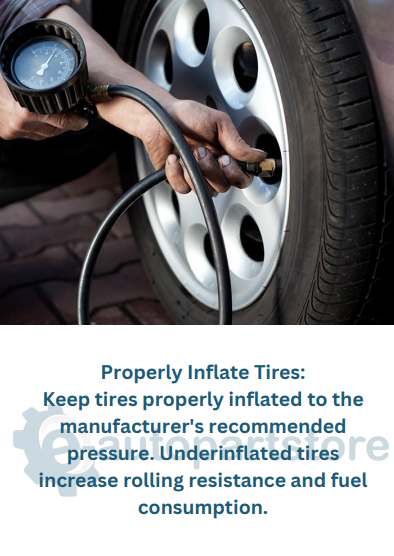 Properly Inflate Tires:
Keep tires properly inflated to the
manufacturer's recommended
pressure. Underinflated tires
increase rolling resistance and fuel
consumption.
e-autopartstore